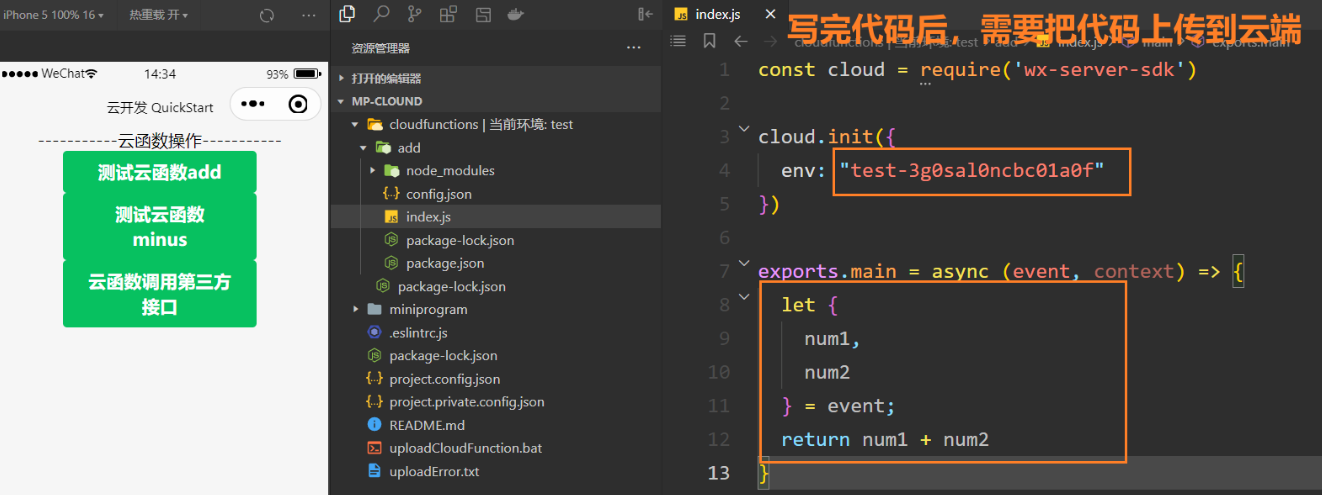 iPhone 5 100% 16
热重载 开
WeChat
14:34
93%
云开发 QuickStart
-----------云函数操作-----------
测试云函数add
测试云函数
minus
云函数调用第三方
接口
资源管理器
打开的编辑器
MP-CLOUND
cloudfunctions | 当前环境: test
add
node_modules
config.json
index.js
package-lock.json
package.json
package-lock.json
miniprogram
.eslintrc.js
package-lock.json
project.config.json
project.private.config.json
README.md
uploadCloudFunction.bat
uploadError.txt
index.js
写完代码后，需要把代码上传到云端
cloudfunctions | 当前环境: test
add
index.js
main
exports.main
1 const cloud = require('wx-server-sdk')
2
3 cloud.init({
4 env: "test-3g0sal0ncbc01a0f"
5 })
6
7 exports.main = async (event, context) => {
8 let {
9 num1,
10 num2
11 } = event;
12 return num1 + num2
13 }